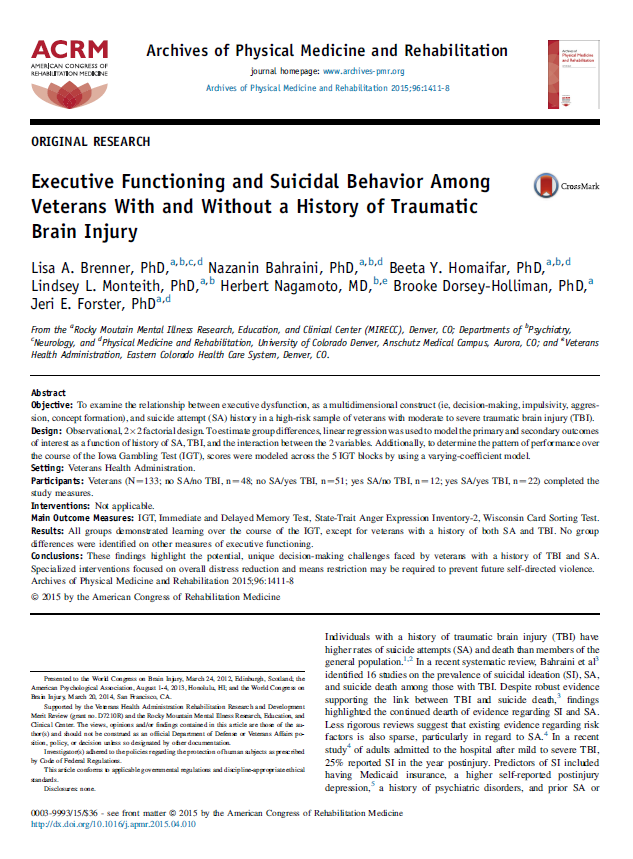 ACRM
AMERICAN CONGRESS OF
REHABILITATION MEDICINE
Archives of Physical Medicine and Rehabilitation
journal homepage: www.archives-pmr.org
Archives of Physical Medicine and Rehabilitation 2015;96:1411-8
Archives of
Physical Medicine
and Rehabilitation
ACRM
ORIGINAL RESEARCH
Executive Functioning and Suicidal Behavior Among
Veterans With and Without a History of Traumatic
Brain Injury
CrossMark
Lisa A. Brenner, PhD,a,b,c,d Nazanin Bahraini, PhD,a,b,d Beeta Y. Homaifar, PhD,a,b,d
Lindsey L. Monteith, PhD,a,b Herbert Nagamoto, MD,b,e Brooke Dorsey-Holliman, PhD,a
Jeri E. Forster, PhDa,d
From the aRocky Moutain Mental Illness Research, Education, and Clinical Center (MIRECC), Denver, CO; Departments of bPsychiatry,
cNeurology, and dPhysical Medicine and Rehabilitation, University of Colorado Denver, Anschutz Medical Campus, Aurora, CO; and eVeterans
Health Administration, Eastern Colorado Health Care System, Denver, CO.
Abstract
Objective: To examine the relationship between executive dysfunction, as a multidimensional construct (ie, decision-making, impulsivity, aggres-
sion, concept formation), and suicide attempt (SA) history in a high-risk sample of veterans with moderate to severe traumatic brain injury (TBI).
Design: Observational, 2×2 factorial design. To estimate group differences, linear regression was used to model the primary and secondary outcomes
of interest as a function of history of SA, TBI, and the interaction between the 2 variables. Additionally, to determine the pattern of performance over
the course of the Iowa Gambling Test (IGT), scores were modeled across the 5 IGT blocks by using a varying-coefficient model.
Setting: Veterans Health Administration.
Participants: Veterans (N=133; no SA/no TBI, n=48; no SA/yes TBI, n=51; yes SA/no TBI, n=12; yes SA/yes TBI, n=22) completed the
study measures.
Interventions: Not applicable.
Main Outcome Measures: IGT, Immediate and Delayed Memory Test, State-Trait Anger Expression Inventory-2, Wisconsin Card Sorting Test.
Results: All groups demonstrated learning over the course of the IGT, except for veterans with a history of both SA and TBI. No group
differences were identified on other measures of executive functioning.
Conclusions: These findings highlight the potential, unique decision-making challenges faced by veterans with a history of TBI and SA.
Specialized interventions focused on overall distress reduction and means restriction may be required to prevent future self-directed violence.
Archives of Physical Medicine and Rehabilitation 2015;96:1411-8
© 2015 by the American Congress of Rehabilitation Medicine
Presented to the World Congress on Brain Injury, March 24, 2012, Edinburgh, Scotland; the
American Psychological Association, August 1-4, 2013, Honolulu, HI; and the World Congress on
Brain Injury, March 20, 2014, San Francisco, CA.
Supported by the Veterans Health Administration Rehabilitation Research and Development
Merit Review (grant no. D7210R) and the Rocky Mountain Mental Illness Research, Education, and
Clinical Center. The views, opinions and/or findings contained in this article are those of the au-
thor(s) and should not be construed as an official Department of Defense or Veterans Affairs po-
sition, policy, or decision unless so designated by other documentation.
Investigator(s) adhered to the policies regarding the protection of human subjects as prescribed
by Code of Federal Regulations.
This article conforms to applicable governmental regulations and discipline-appropriate ethical
standards.
Disclosures: none.
Individuals with a history of traumatic brain injury (TBI) have
higher rates of suicide attempts (SA) and death than members of the
general population.1,2 In a recent systematic review, Bahraini et al3
identified 16 studies on the prevalence of suicidal ideation (SI), SA,
and suicide death among those with TBI. Despite robust evidence
supporting the link between TBI and suicide death,3 findings
highlighted the continued dearth of evidence regarding SI and SA.
Less rigorous reviews suggest that existing evidence regarding risk
factors is also sparse, particularly in regard to SA.4 In a recent
study4 of adults admitted to the hospital after mild to severe TBI,
25% reported SI in the year postinjury. Predictors of SI included
having Medicaid insurance, a higher self-reported postinjury
depression,5 a history of psychiatric disorders, and prior SA or
0003-9993/15/$36 - see front matter © 2015 by the American Congress of Rehabilitation Medicine
http://dx.doi.org/10.1016/j.apmr.2015.04.010